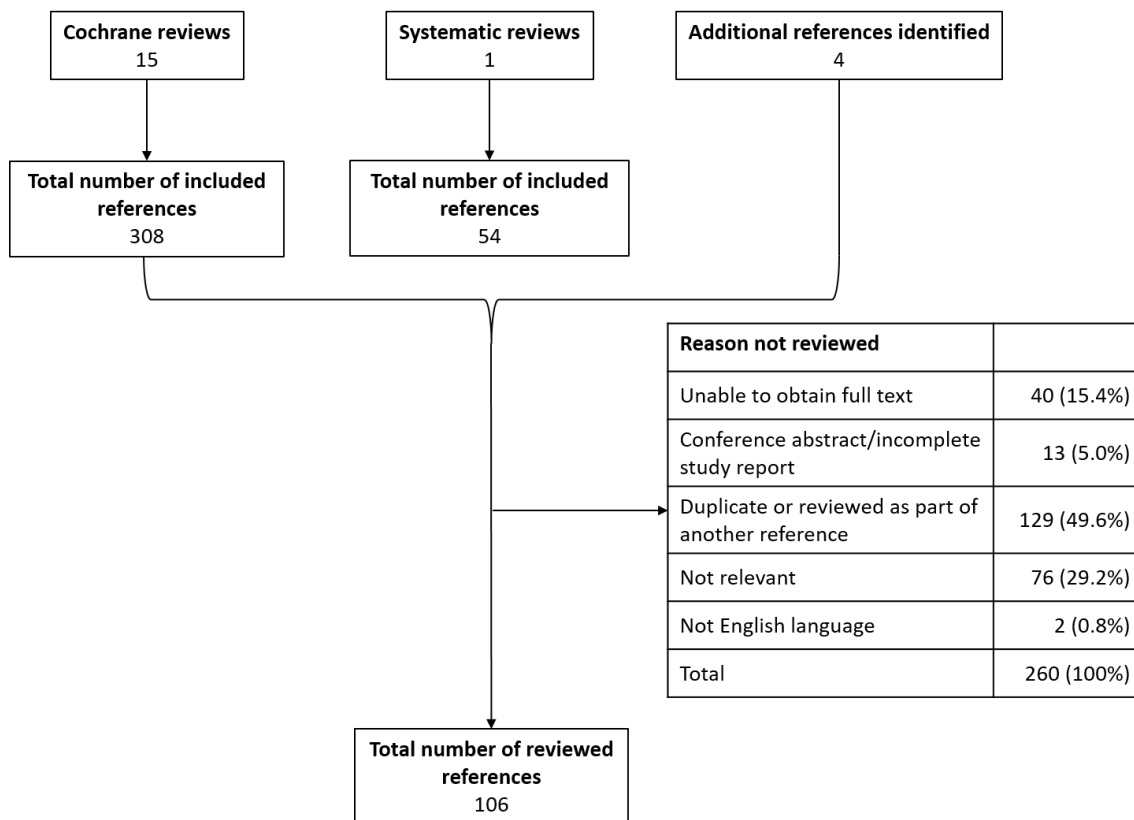 Cochrane reviews
15
Systematic reviews
1
Additional references identified
4
Total number of included
references
308
Total number of included
references
54
Reason not reviewed
Unable to obtain full text 40 (15.4%)
Conference abstract/incomplete
study report 13 (5.0%)
Duplicate or reviewed as part of
another reference 129 (49.6%)
Not relevant 76 (29.2%)
Not English language 2 (0.8%)
Total 260 (100%)
Total number of reviewed
references
106